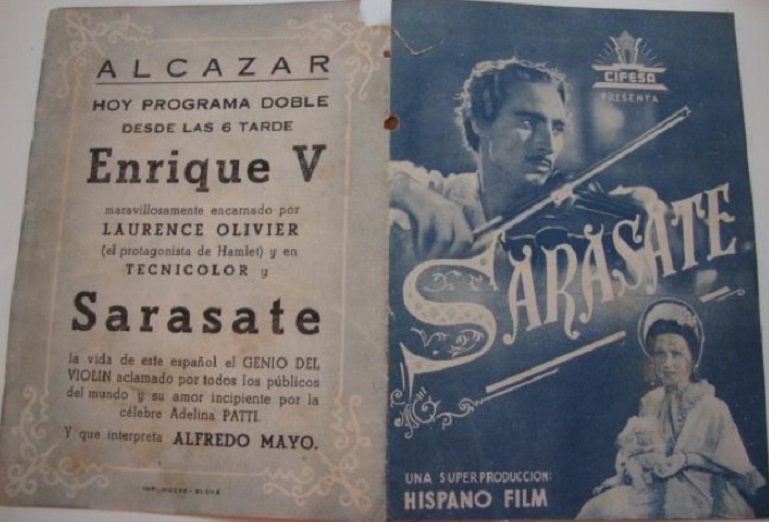 ALCAZAR
HOY PROGRAMA DOBLE
DESDE LAS 6 TARDE
Enrique V
maravillosamente encarnado por
LAURENCE OLIVIER
(el protagonista de Hamlet) y en
TECNICOLOR y
Sarasate
la vida de este español el GENIO DEL
VIOLIN aclamado por todos los públicos
del mundo y su amor incipiente por la
célebre Adelina PATTI.
Y que interpreta ALFREDO MAYO.
CIFESA
PRESENTA
SARASATE
UNA SUPERPRODUCCION:
HISPANO FILM